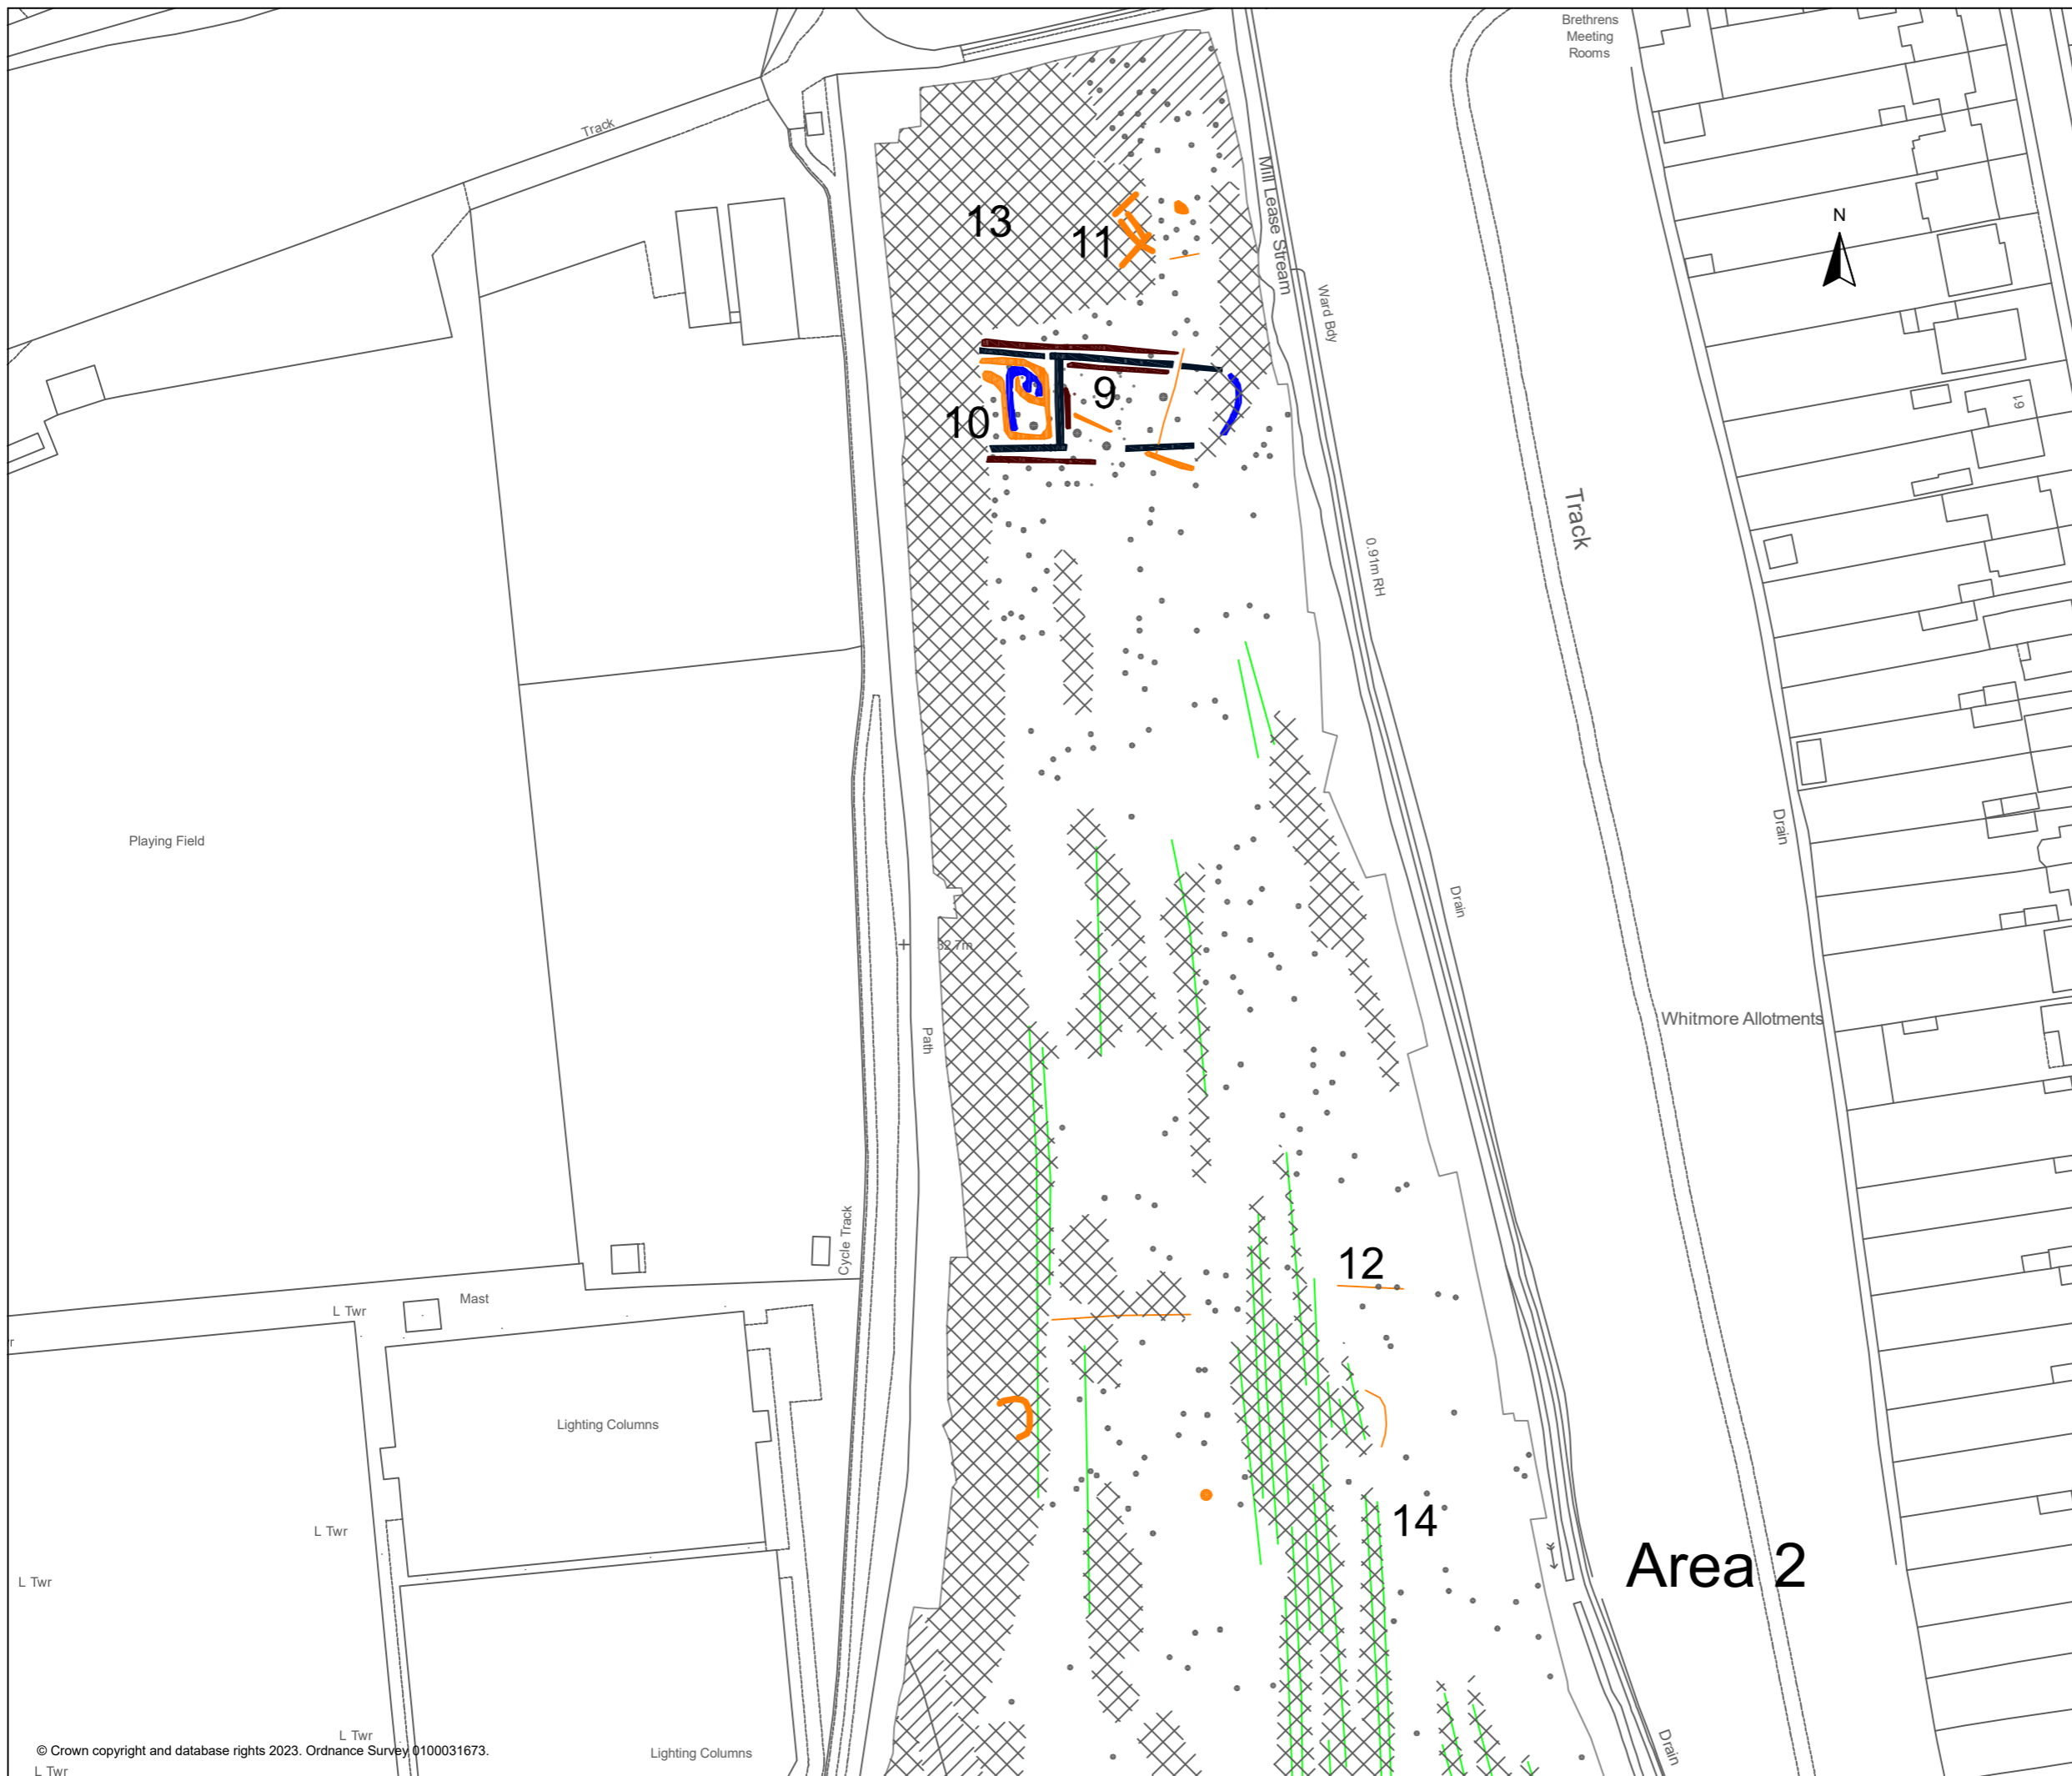 Brethrens
Meeting
Rooms
Track
Mill Lease Stream
N
13
11
Ward Bdy
9
10
61
Track
0.91m RH
Playing Field
Drain
Drain
32.7m
Whitmore Allotments
Path
Cycle Track
12
Mast
L Twr
r
Lighting Columns
14
L Twr
Area 2
L Twr
L Twr
Drain
© Crown copyright and database rights 2023. Ordnance Survey 0100031673.
Lighting Columns
L Twr